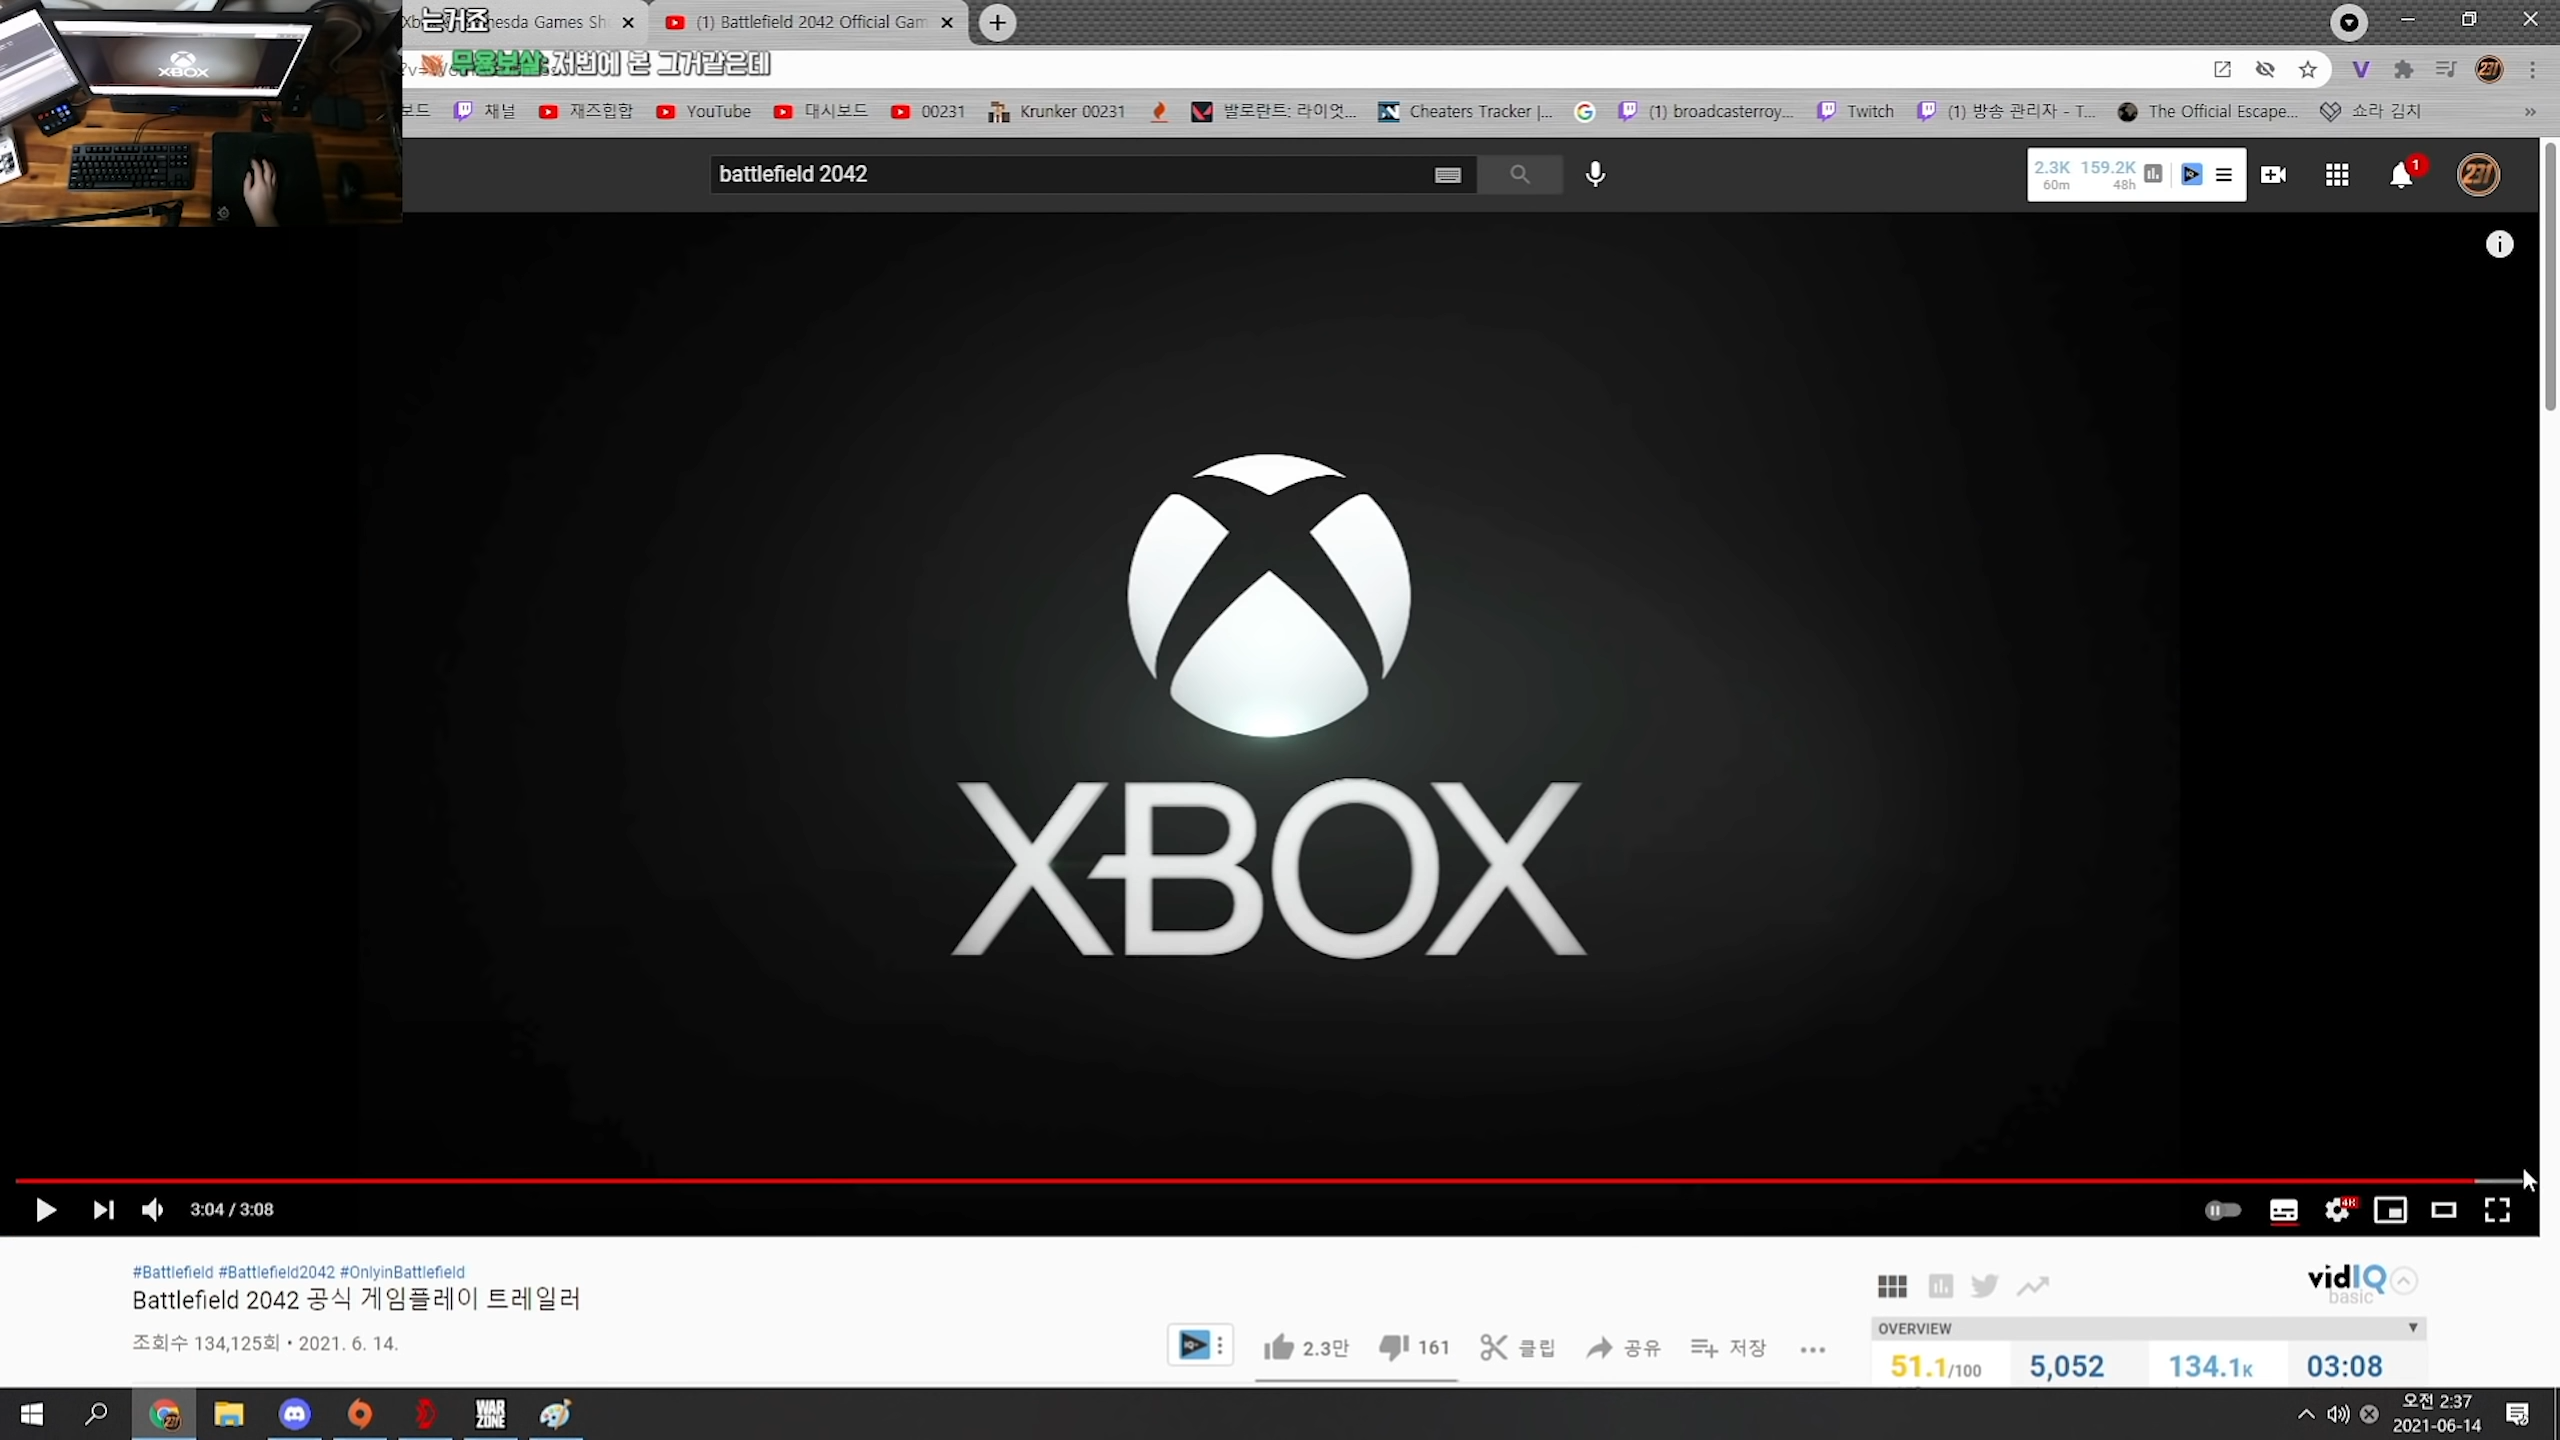 는거죠
hesda Games Sh
(1) Battlefield 2042 Official Gam
무용보살: 저번에 본 그거같은데
?v=
보드
채널
재즈힙합
YouTube
대시보드
00231
Krunker 00231
발로란트: 라이엇...
Cheaters Tracker |...
(1) broadcasterroy...
Twitch
(1) 방송 관리자 - T...
The Official Escape...
쇼라 김치
»
battlefield 2042
2.3K 159.2K
60m 48h
1
231
XBOX
XBOX
3:04 / 3:08
4K
#Battlefield #Battlefield2042 #OnlyinBattlefield
Battlefield 2042 공식 게임플레이 트레일러
조회수 134,125회 • 2021. 6. 14.
2.3만
161
클립
공유
저장
vidIQ
basic
OVERVIEW
51.1/100
5,052
134.1K
03:08
WAR
ZONE
오전 2:37
2021-06-14